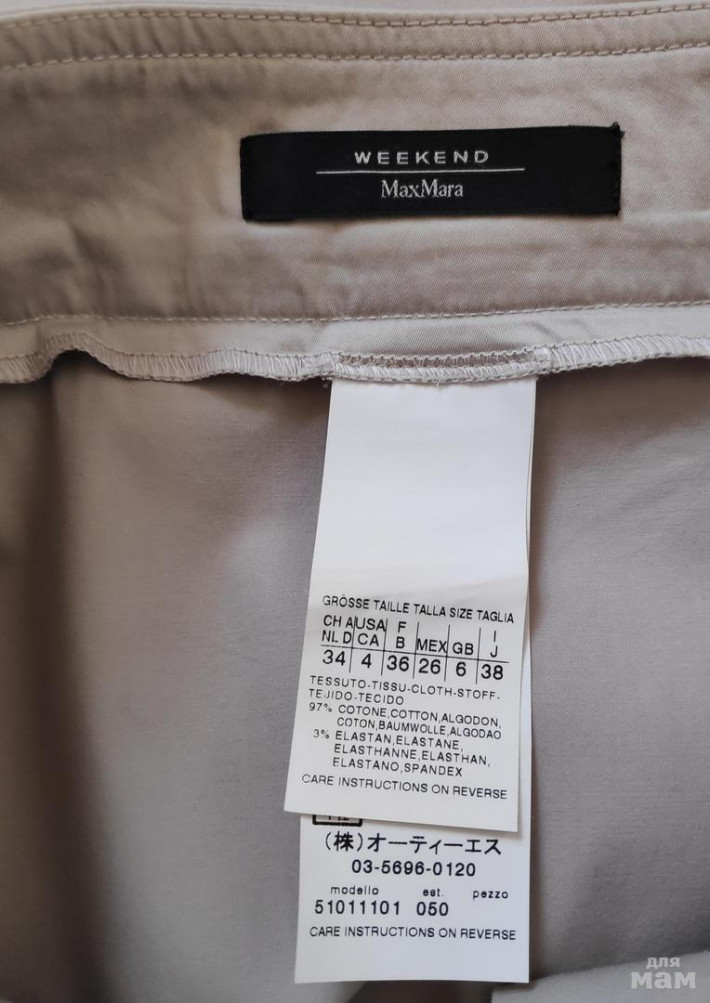 WEEKEND
MaxMara
GRÖSSE TAILLE TALLA SIZE TAGLIA
CH A USA F I
NL D CA B MEX GB J
34 4 36 26 6 38
TESSUTO-TISSU-CLOTH-STOFF-
TEJIDO-TECIDO
97% COTONE,COTTON,ALGODON,
COTON,BAUMWOLLE,ALGODAO
3% ELASTAN,ELASTANE,
ELASTHANNE,ELASTHAN,
ELASTANO,SPANDEX
CARE INSTRUCTIONS ON REVERSE
(株)オーティーエス
03-5696-0120
modello est. pezzo
51011101 050
CARE INSTRUCTIONS ON REVERSE
для
мам